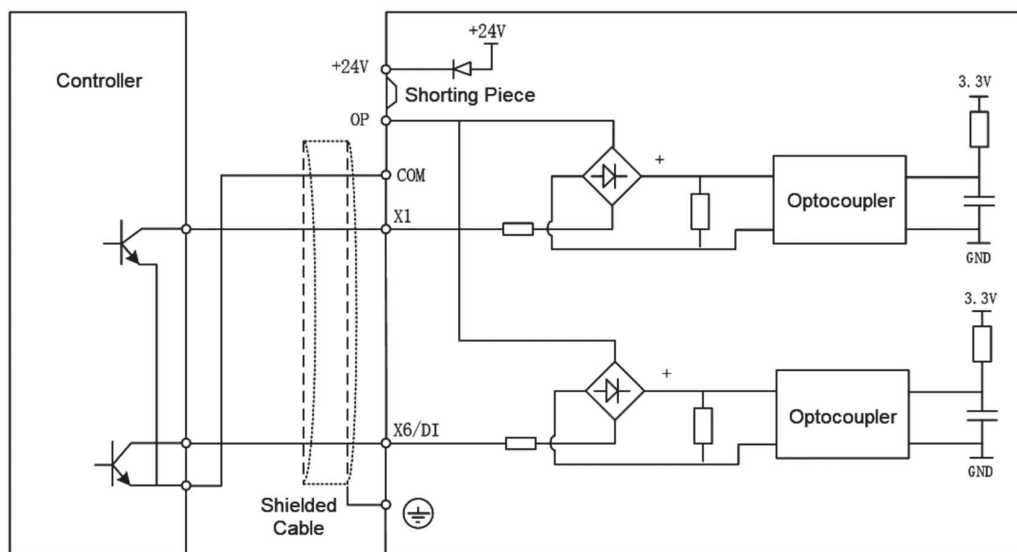 +24V
+24V
Controller
Shorting Piece
3.3V
OP
+
COM
Optocoupler
X1
GND
3.3V
+
Optocoupler
X6/DI
GND
Shielded
Cable